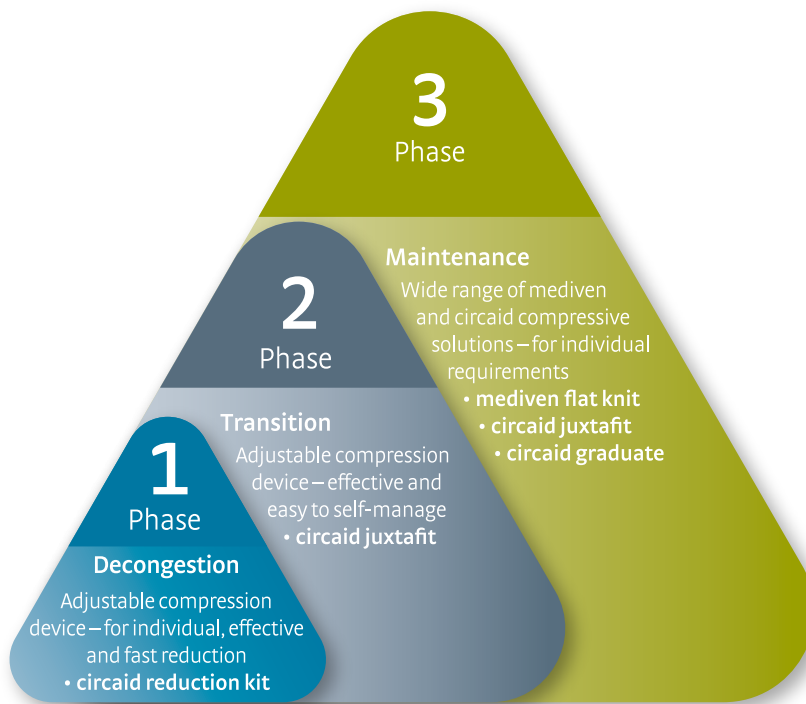 3
Phase
Maintenance
Wide range of mediven
and circaid compressive
solutions – for individual
requirements
• mediven flat knit
• circaid juxtafit
• circaid graduate
2
Phase
Transition
Adjustable compression
device – effective and
easy to self-manage
• circaid juxtafit
1
Phase
Decongestion
Adjustable compression
device – for individual, effective
and fast reduction
• circaid reduction kit